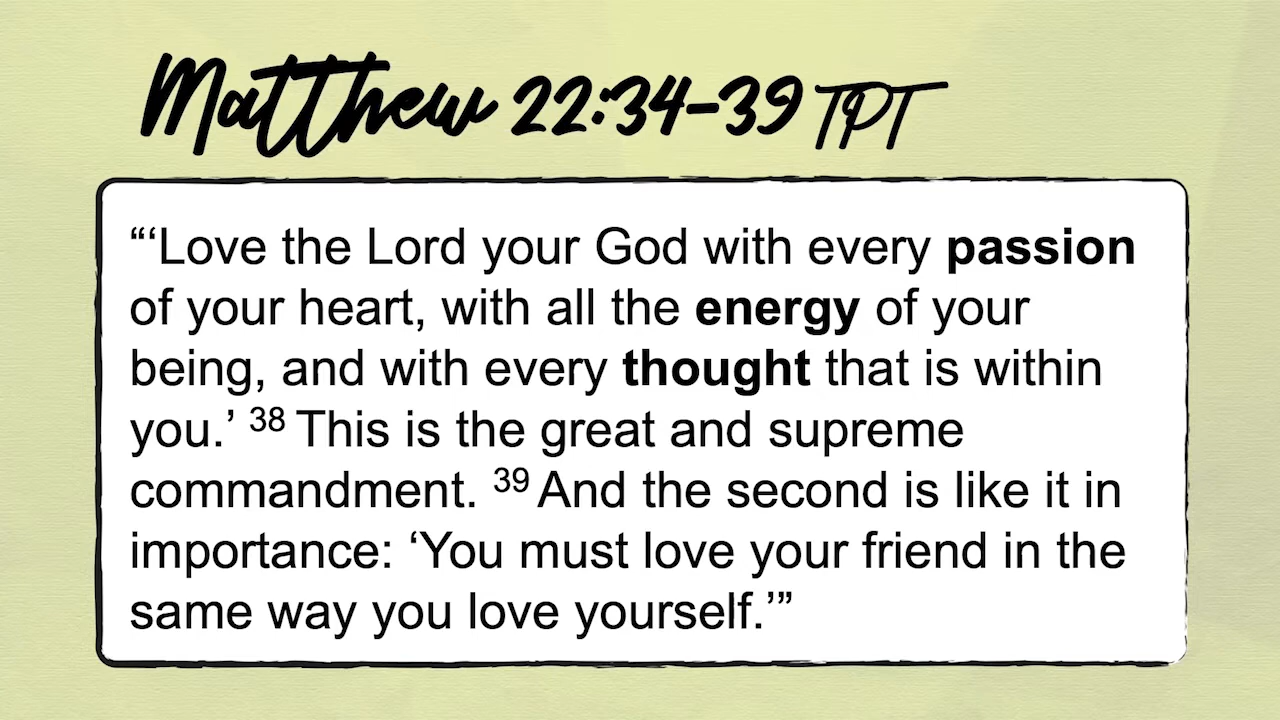 Matthew 22:34-39 TPT
“‘Love the Lord your God with every passion
of your heart, with all the energy of your
being, and with every thought that is within
you.’ 38 This is the great and supreme
commandment. 39 And the second is like it in
importance: ‘You must love your friend in the
same way you love yourself.’”